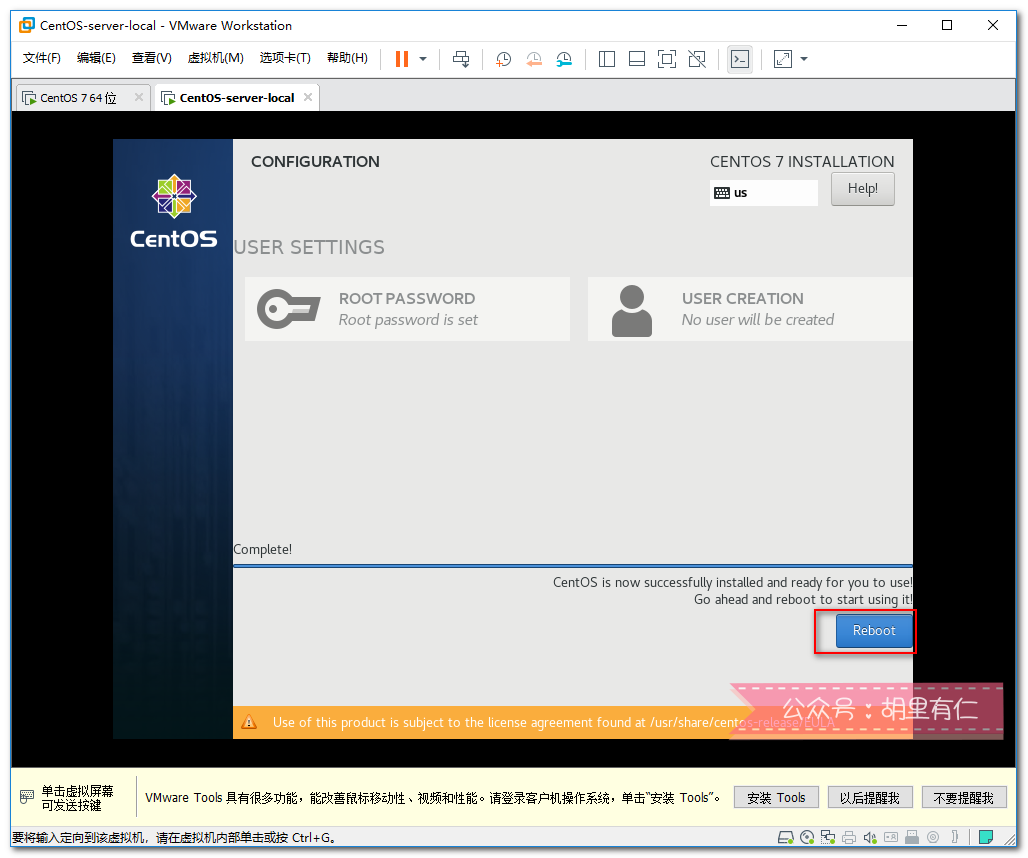 CentOS-server-local - VMware Workstation
文件(F) 编辑(E) 查看(V) 虚拟机(M) 选项卡(T) 帮助(H)
CentOS 7 64 位 CentOS-server-local
CONFIGURATION
CENTOS 7 INSTALLATION
us
Help!
CentOS
USER SETTINGS
ROOT PASSWORD
Root password is set
USER CREATION
No user will be created
Complete!
CentOS is now successfully installed and ready for you to use!
Go ahead and reboot to start using it!
Reboot
公众号：胡里有仁
Use of this product is subject to the license agreement found at /usr/share/centos-release/EULA
单击虚拟屏幕
可发送按键
VMware Tools 具有很多功能，能改善鼠标移动性、视频和性能。请登录客户机操作系统，单击“安装 Tools”。
安装 Tools 以后提醒我 不要提醒我
要将输入定向到该虚拟机，请在虚拟机内部单击或按 Ctrl+G。